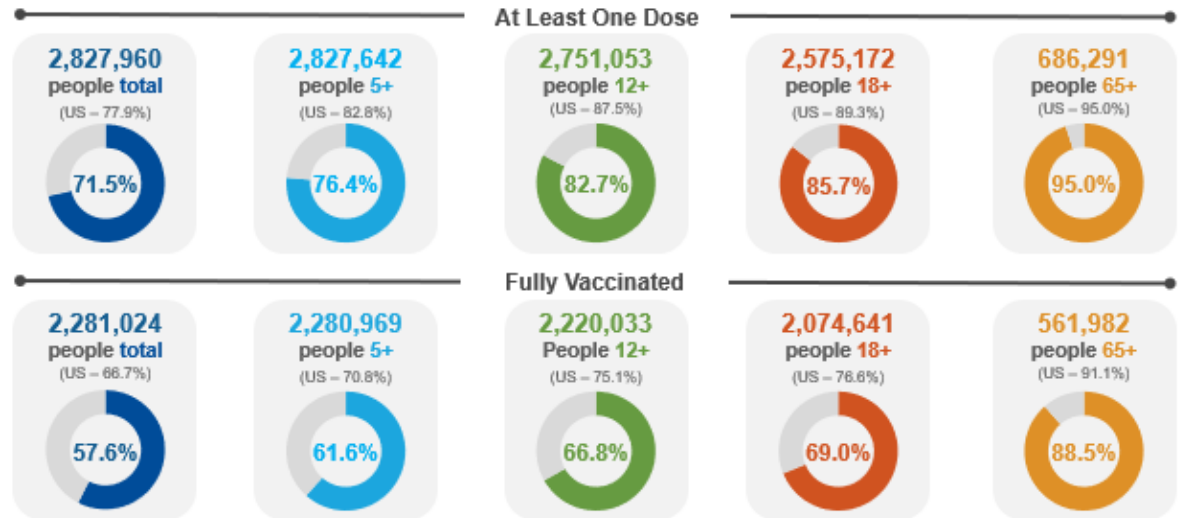 At Least One Dose
2,827,960
people total
(US – 77.9%)
71.5%
2,827,642
people 5+
(US – 82.8%)
76.4%
2,751,053
people 12+
(US – 87.5%)
82.7%
2,575,172
people 18+
(US – 89.3%)
85.7%
686,291
people 65+
(US – 95.0%)
95.0%
Fully Vaccinated
2,281,024
people total
(US – 66.7%)
57.6%
2,280,969
people 5+
(US – 70.8%)
61.6%
2,220,033
People 12+
(US – 75.1%)
66.8%
2,074,641
people 18+
(US – 76.6%)
69.0%
561,982
people 65+
(US – 91.1%)
88.5%